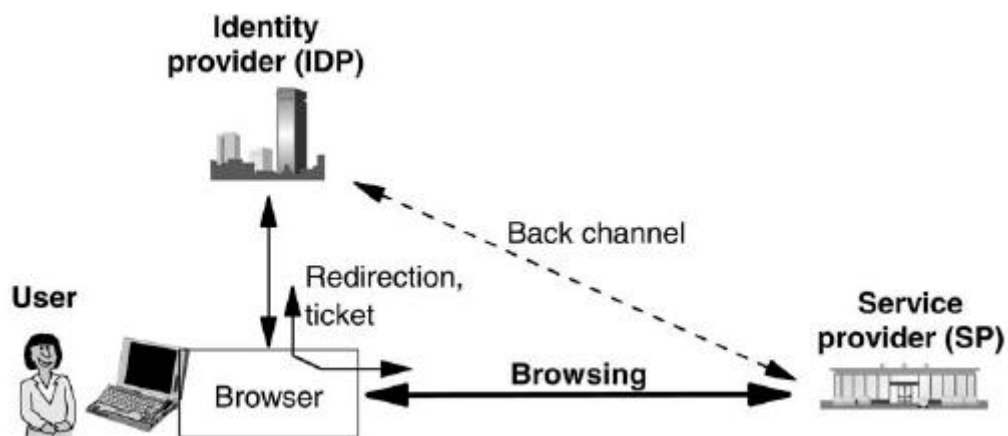 Identity
provider (IDP)
Back channel
Redirection,
ticket
User
Service
provider (SP)
Browsing
Browser